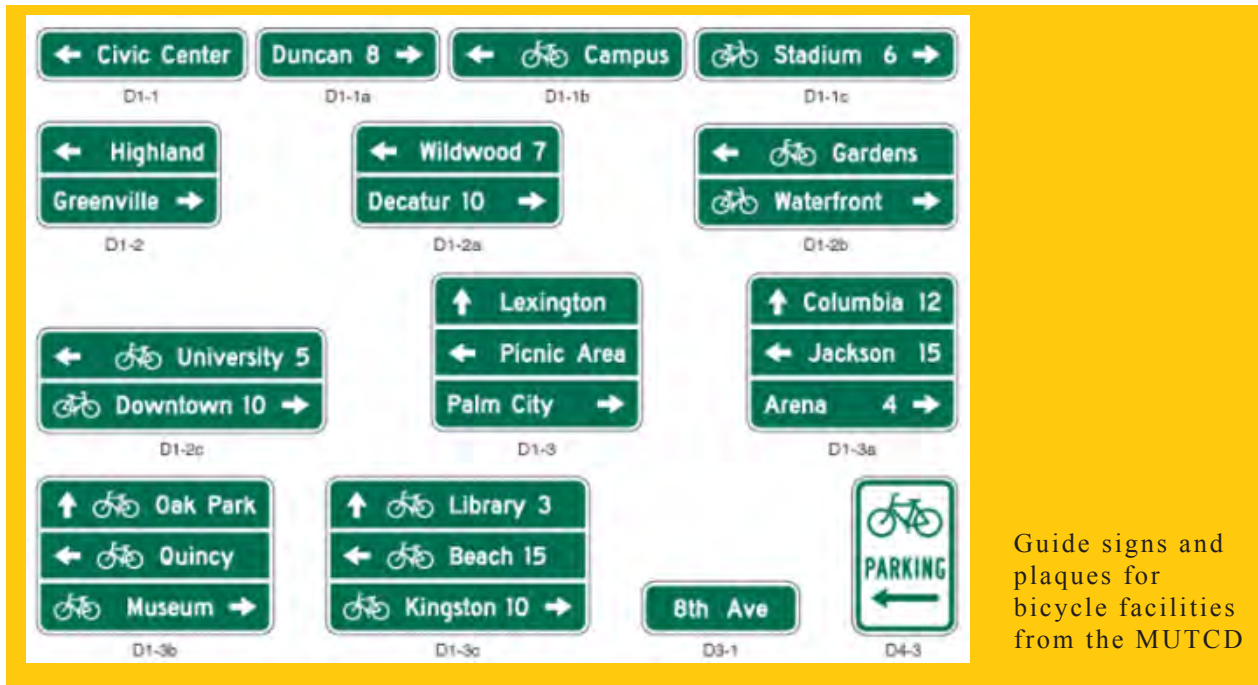 Civic Center
Duncan 8
Campus
Stadium 6
D1-1
D1-1a
D1-1b
D1-1c
Highland
Greenville
D1-2
Wildwood 7
Decatur 10
D1-2a
Gardens
Waterfront
D1-2b
University 5
Downtown 10
D1-2c
Lexington
Picnic Area
Palm City
D1-3
Columbia 12
Jackson 15
Arena 4
D1-3a
Oak Park
Quincy
Museum
D1-3b
Library 3
Beach 15
Kingston 10
D1-3c
8th Ave
D3-1
PARKING
D4-3
Guide signs and
plaques for
bicycle facilities
from the MUTCD